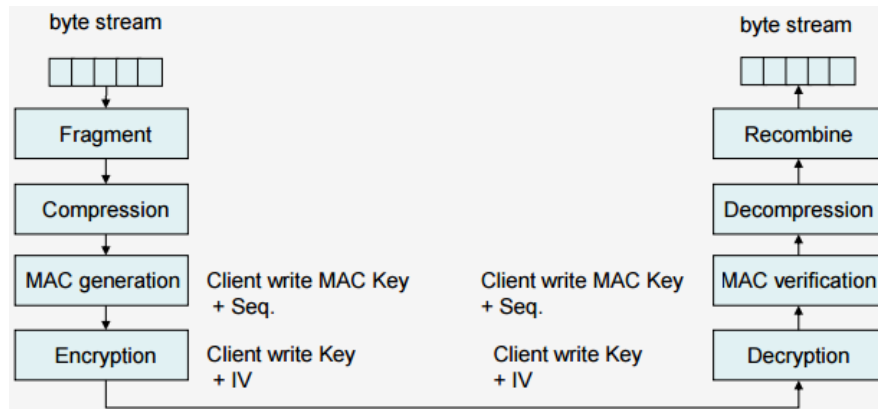 byte stream
byte stream
Fragment
Recombine
Compression
Decompression
MAC generation
Client write MAC Key
+ Seq.
Client write MAC Key
+ Seq.
MAC verification
Encryption
Client write Key
+ IV
Client write Key
+ IV
Decryption